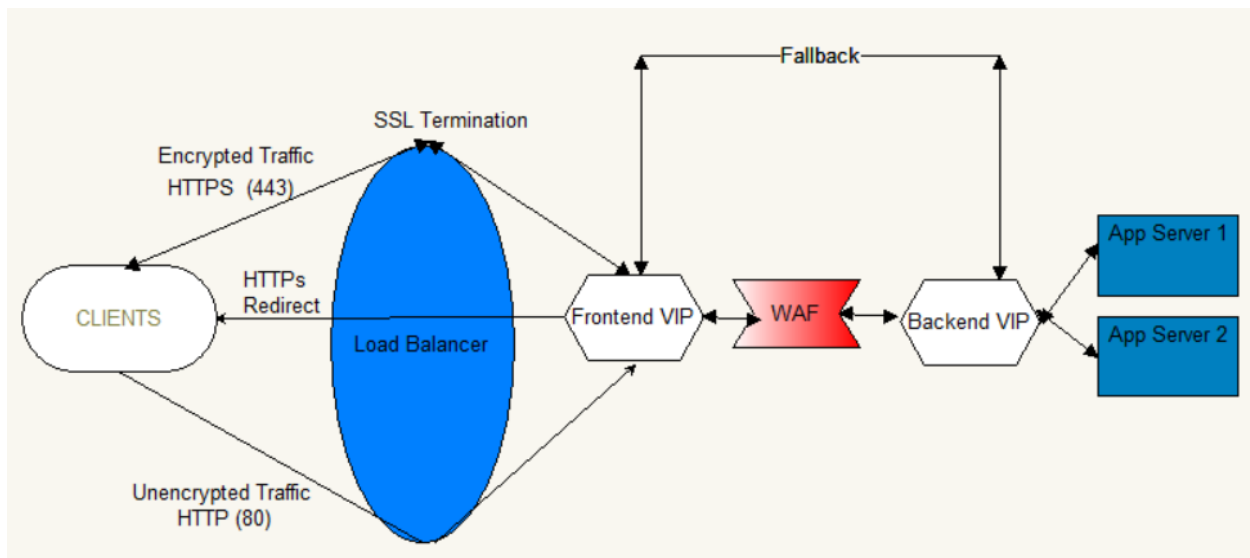 Fallback
SSL Termination
Encrypted Traffic
HTTPS (443)
App Server 1
HTTPs
Redirect
CLIENTS
Load Balancer
Frontend VIP
WAF
Backend VIP
App Server 2
Unencrypted Traffic
HTTP (80)